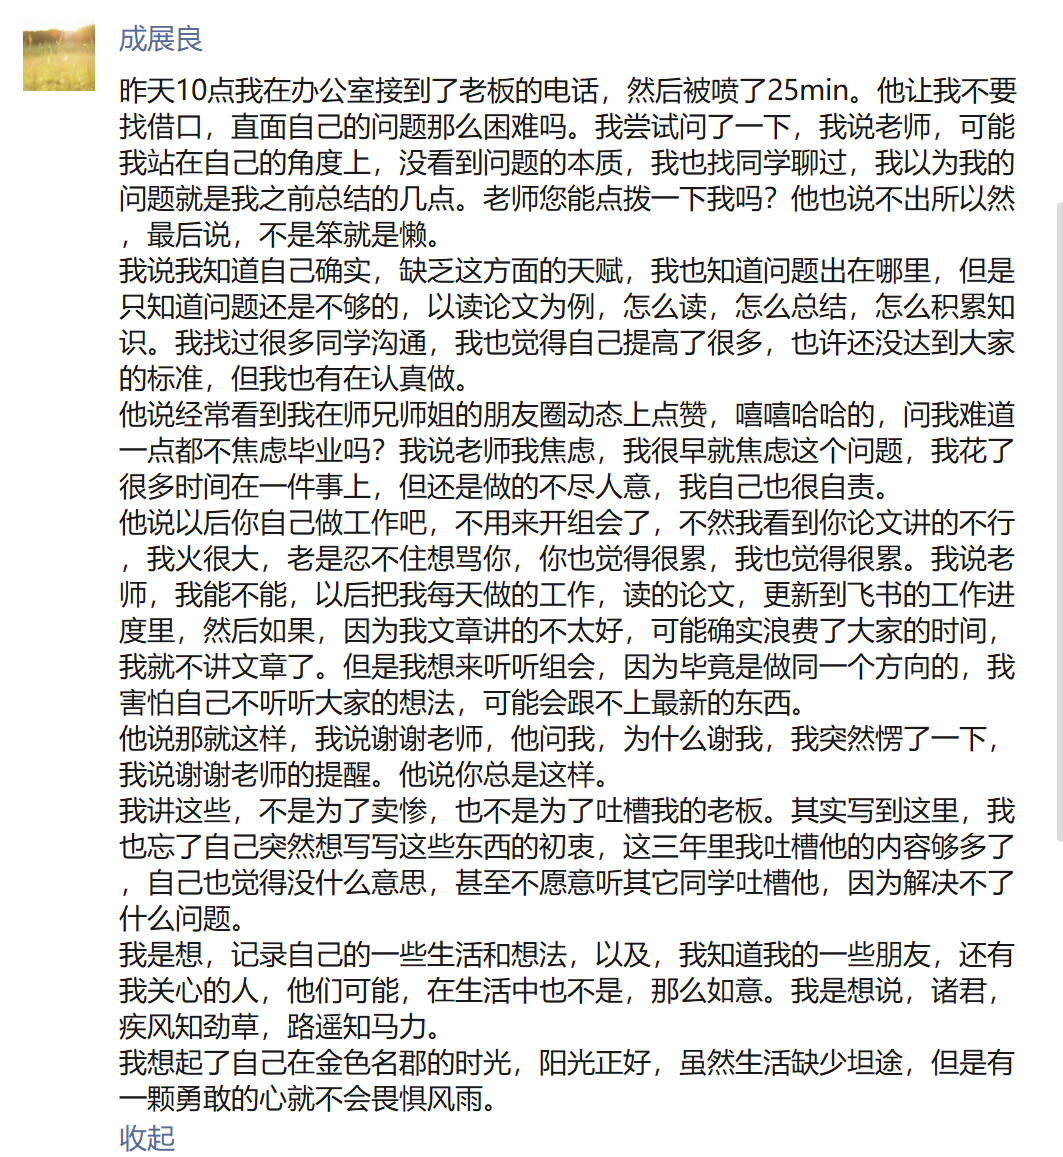 成展良
昨天10点我在办公室接到了老板的电话，然后被喷了25min。他让我不要
找借口，直面自己的问题那么困难吗。我尝试问了一下，我说老师，可能
我站在自己的角度上，没看到问题的本质，我也找同学聊过，我以为我的
问题就是我之前总结的几点。老师您能点拨一下我吗？他也说不出所以然
，最后说，不是笨就是懒。
我说我知道自己确实，缺乏这方面的天赋，我也知道问题出在哪里，但是
只知道问题还是不够的，以读论文为例，怎么读，怎么总结，怎么积累知
识。我找过很多同学沟通，我也觉得自己提高了很多，也许还没达到大家
的标准，但我也有在认真做。
他说经常看到我在师兄师姐的朋友圈动态上点赞，嘻嘻哈哈的，问我难道
一点都不焦虑毕业吗？我说老师我焦虑，我很早就焦虑这个问题，我花了
很多时间在一件事上，但还是做的不尽人意，我自己也很自责。
他说以后你自己做工作吧，不用来开组会了，不然我看到你论文讲的不行
，我火很大，老是忍不住想骂你，你也觉得很累，我也觉得很累。我说老
师，我能不能，以后把我每天做的工作，读的论文，更新到飞书的工作进
度里，然后如果，因为我文章讲的不太好，可能确实浪费了大家的时间，
我就不讲文章了。但是我想来听听组会，因为毕竟是做同一个方向的，我
害怕自己不听听大家的想法，可能会跟不上最新的东西。
他说那就这样，我说谢谢老师，他问我，为什么谢我，我突然愣了一下，
我说谢谢老师的提醒。他说你总是这样。
我讲这些，不是为了卖惨，也不是为了吐槽我的老板。其实写到这里，我
也忘了自己突然想写写这些东西的初衷，这三年里我吐槽他的内容够多了
，自己也觉得没什么意思，甚至不愿意听其它同学吐槽他，因为解决不了
什么问题。
我是想，记录自己的一些生活和想法，以及，我知道我的一些朋友，还有
我关心的人，他们可能，在生活中也不是，那么如意。我是想说，诸君，
疾风知劲草，路遥知马力。
我想起了自己在金色名郡的时光，阳光正好，虽然生活缺少坦途，但是有
一颗勇敢的心就不会畏惧风雨。
收起